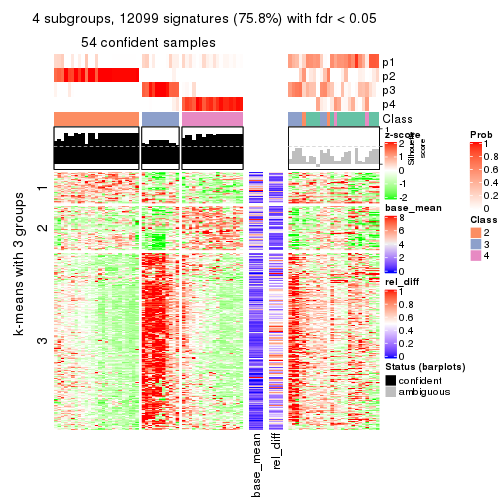 4 subgroups, 12099 signatures (75.8%) with fdr < 0.05
54 confident samples
p1
p2
p3
p4
Class
1
0
Silhouette
score
k-means with 3 groups
1
2
3
base_mean
rel_diff
z-score
2
1
0
-1
-2
base_mean
8
6
4
2
0
rel_diff
1
0.8
0.6
0.4
0.2
0
Status (barplots)
confident
ambiguous
Prob
1
0.8
0.6
0.4
0.2
0
Class
2
3
4